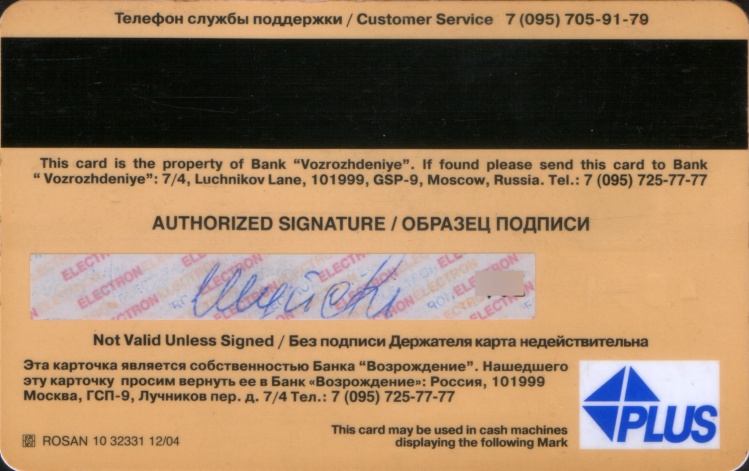 Телефон службы поддержки / Customer Service 7 (095) 705-91-79
This card is the property of Bank “Vozrozhdeniye”. If found please send this card to Bank
“ Vozrozhdeniye”: 7/4, Luchnikov Lane, 101999, GSP-9, Moscow, Russia. Tel.: 7 (095) 725-77-77
AUTHORIZED SIGNATURE / ОБРАЗЕЦ ПОДПИСИ
ELECTRON ELECTRON ELECTRON ELECTRON ELECTRON
Not Valid Unless Signed / Без подписи Держателя карта недействительна
Эта карточка является собственностью Банка “Возрождение”. Нашедшего
эту карточку просим вернуть ее в Банк «Возрождение»: Россия, 101999
Москва, ГСП-9, Лучников пер. д. 7/4 Тел.: 7 (095) 725-77-77
PLUS
This card may be used in cash machines
displaying the following Mark
ROSAN 10 32331 12/04